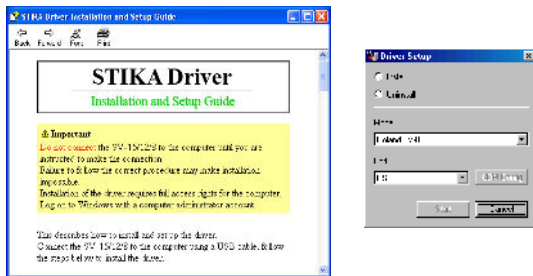 STIKA Driver Installation and Setup Guide
Back Forward Font Print
STIKA Driver
Installation and Setup Guide
Important
Do not connect the SV-15/12/8 to the computer until you are
instructed to make the connection.
Failure to follow the correct procedure may make installation
impossible.
Installation of the driver requires full access rights for the computer.
Log on to Windows with a computer administrator account.
This describes how to install and set up the driver.
Connect the SV-15/12/8 to the computer using a USB cable, follow
the steps below to install the driver.
Driver Setup
Uninstall
Roland
Cancel